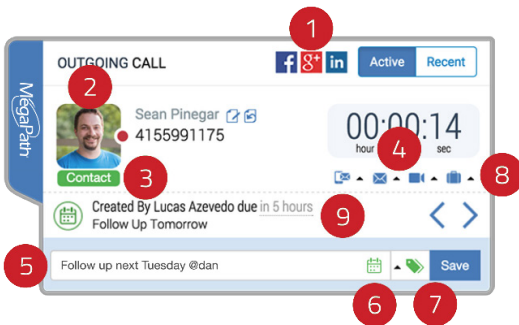 1
OUTGOING CALL
f g+ in
Active
Recent
MegaPath
2
Sean Pinegar
4155991175
00:00:14
hour
sec
4
Contact
3
8
Created By Lucas Azevedo due in 5 hours
Follow Up Tomorrow
9
5
Follow up next Tuesday @dan
Save
6
7